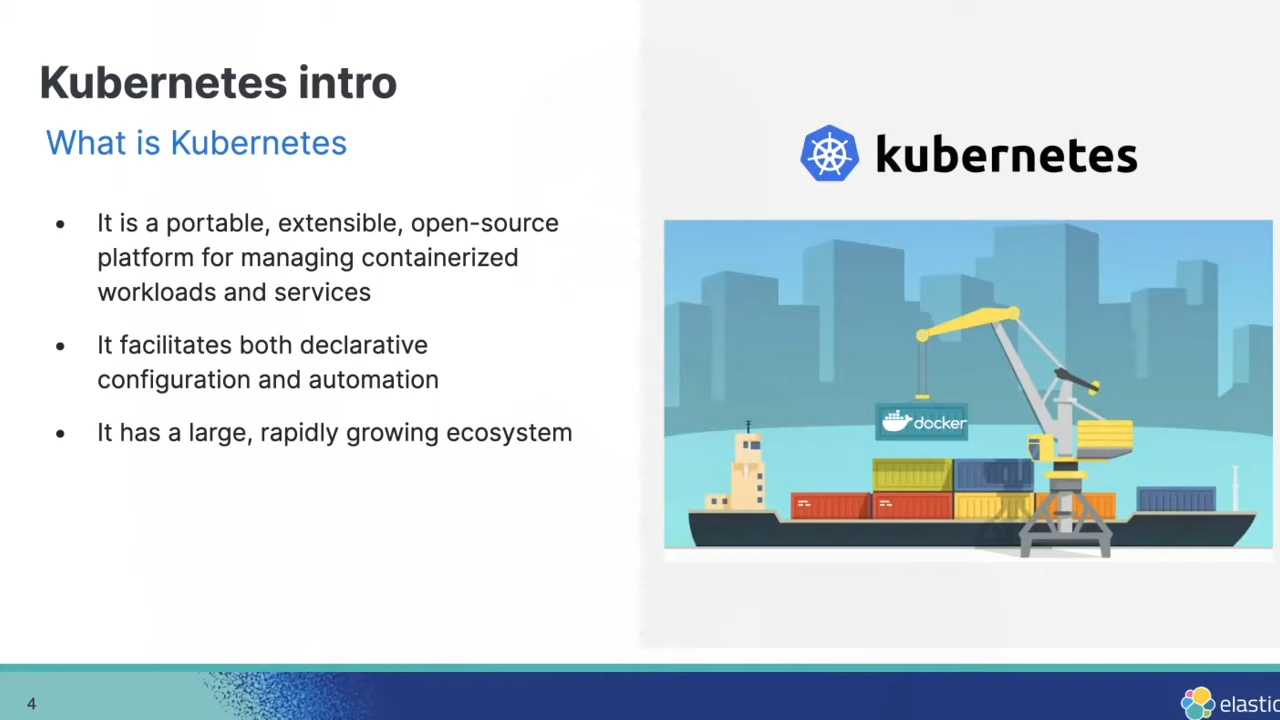 Kubernetes intro
What is Kubernetes
• It is a portable, extensible, open-source
platform for managing containerized
workloads and services
• It facilitates both declarative
configuration and automation
• It has a large, rapidly growing ecosystem
kubernetes
docker
4
elastic